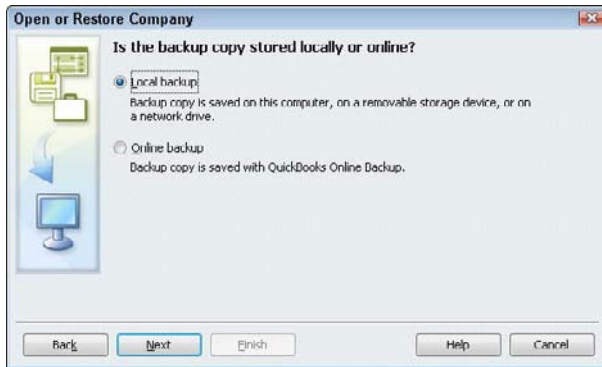 Open or Restore Company
Is the backup copy stored locally or online?
Local backup
Backup copy is saved on this computer, on a removable storage device, or on
a network drive.
Online backup
Backup copy is saved with QuickBooks Online Backup.
Back Next Finish Help Cancel